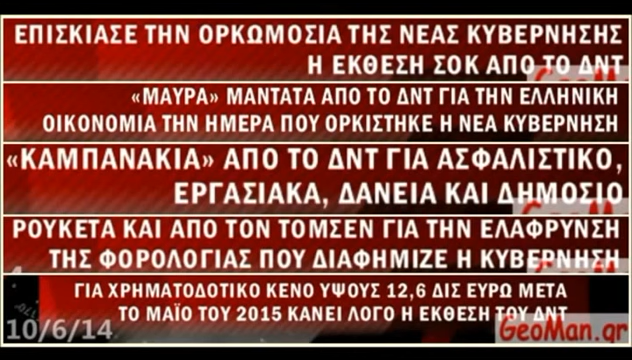 ΕΠΙΣΚΙΑΣΕ ΤΗΝ ΟΡΚΩΜΟΣΙΑ ΤΗΣ ΝΕΑΣ ΚΥΒΕΡΝΗΣΗΣ
Η ΕΚΘΕΣΗ ΣΟΚ ΑΠΟ ΤΟ ΔΝΤ
«ΜΑΥΡΑ» ΜΑΝΤΑΤΑ ΑΠΟ ΤΟ ΔΝΤ ΓΙΑ ΤΗΝ ΕΛΛΗΝΙΚΗ
ΟΙΚΟΝΟΜΙΑ ΤΗΝ ΗΜΕΡΑ ΠΟΥ ΟΡΚΙΣΤΗΚΕ Η ΝΕΑ ΚΥΒΕΡΝΗΣΗ
«ΚΑΜΠΑΝΑΚΙΑ» ΑΠΟ ΤΟ ΔΝΤ ΓΙΑ ΑΣΦΑΛΙΣΤΙΚΟ,
ΕΡΓΑΣΙΑΚΑ, ΔΑΝΕΙΑ ΚΑΙ ΔΗΜΟΣΙΟ
ΡΟΥΚΕΤΑ ΚΑΙ ΑΠΟ ΤΟΝ ΤΟΜΣΕΝ ΓΙΑ ΤΗΝ ΕΛΑΦΡΥΝΣΗ
ΤΗΣ ΦΟΡΟΛΟΓΙΑΣ ΠΟΥ ΔΙΑΦΗΜΙΖΕ Η ΚΥΒΕΡΝΗΣΗ
ΓΙΑ ΧΡΗΜΑΤΟΔΟΤΙΚΟ ΚΕΝΟ ΥΨΟΥΣ 12,6 ΔΙΣ ΕΥΡΩ ΜΕΤΑ
ΤΟ ΜΑΪΟ ΤΟΥ 2015 ΚΑΝΕΙ ΛΟΓΟ Η ΕΚΘΕΣΗ ΤΟΥ ΔΝΤ
10/6/14
GeoMan.gr